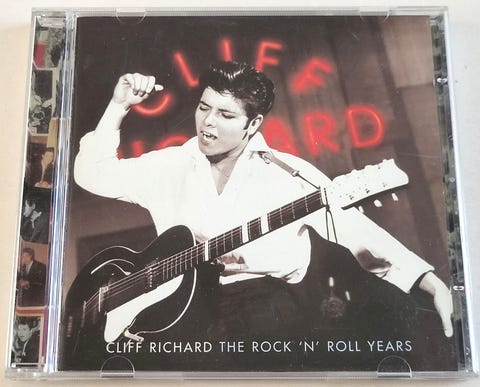 CLIFF
RICHARD
CLIFF RICHARD THE ROCK 'N' ROLL YEARS